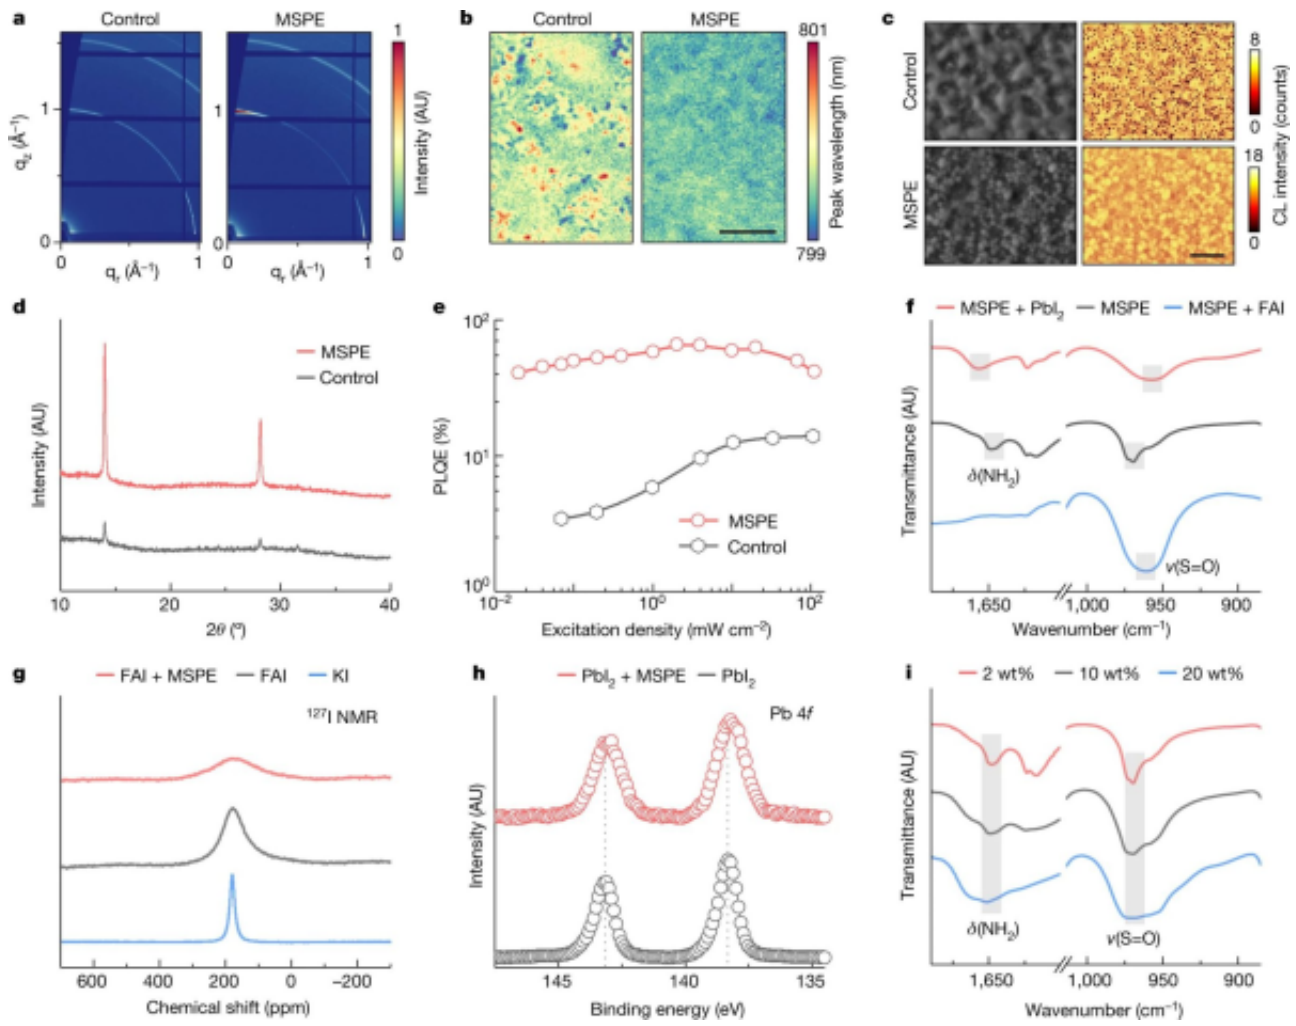 a Control MSPE
1
Intensity (AU)
0
1
0
q_z (Å⁻¹)
1
0 1
q_r (Å⁻¹)
0 1
q_r (Å⁻¹)
b Control MSPE
801
Peak wavelength (nm)
799
c
Control
MSPE
8
0
18
0
CL intensity (counts)
d
MSPE
Control
Intensity (AU)
10 20 30 40
2θ (°)
e
10²
10¹
10⁰
PLQE (%)
MSPE
Control
10⁻² 10⁰ 10²
Excitation density (mW cm⁻²)
f MSPE + PbI₂ MSPE MSPE + FAI
Transmittance (AU)
δ(NH₂)
ν(S=O)
1,650 1,000 950 900
Wavenumber (cm⁻¹)
g FAI + MSPE FAI KI
¹²⁷I NMR
600 400 200 0 −200
Chemical shift (ppm)
h PbI₂ + MSPE PbI₂
Pb 4f
Intensity (AU)
145 140 135
Binding energy (eV)
i 2 wt% 10 wt% 20 wt%
Transmittance (AU)
δ(NH₂)
ν(S=O)
1,650 1,000 950 900
Wavenumber (cm⁻¹)